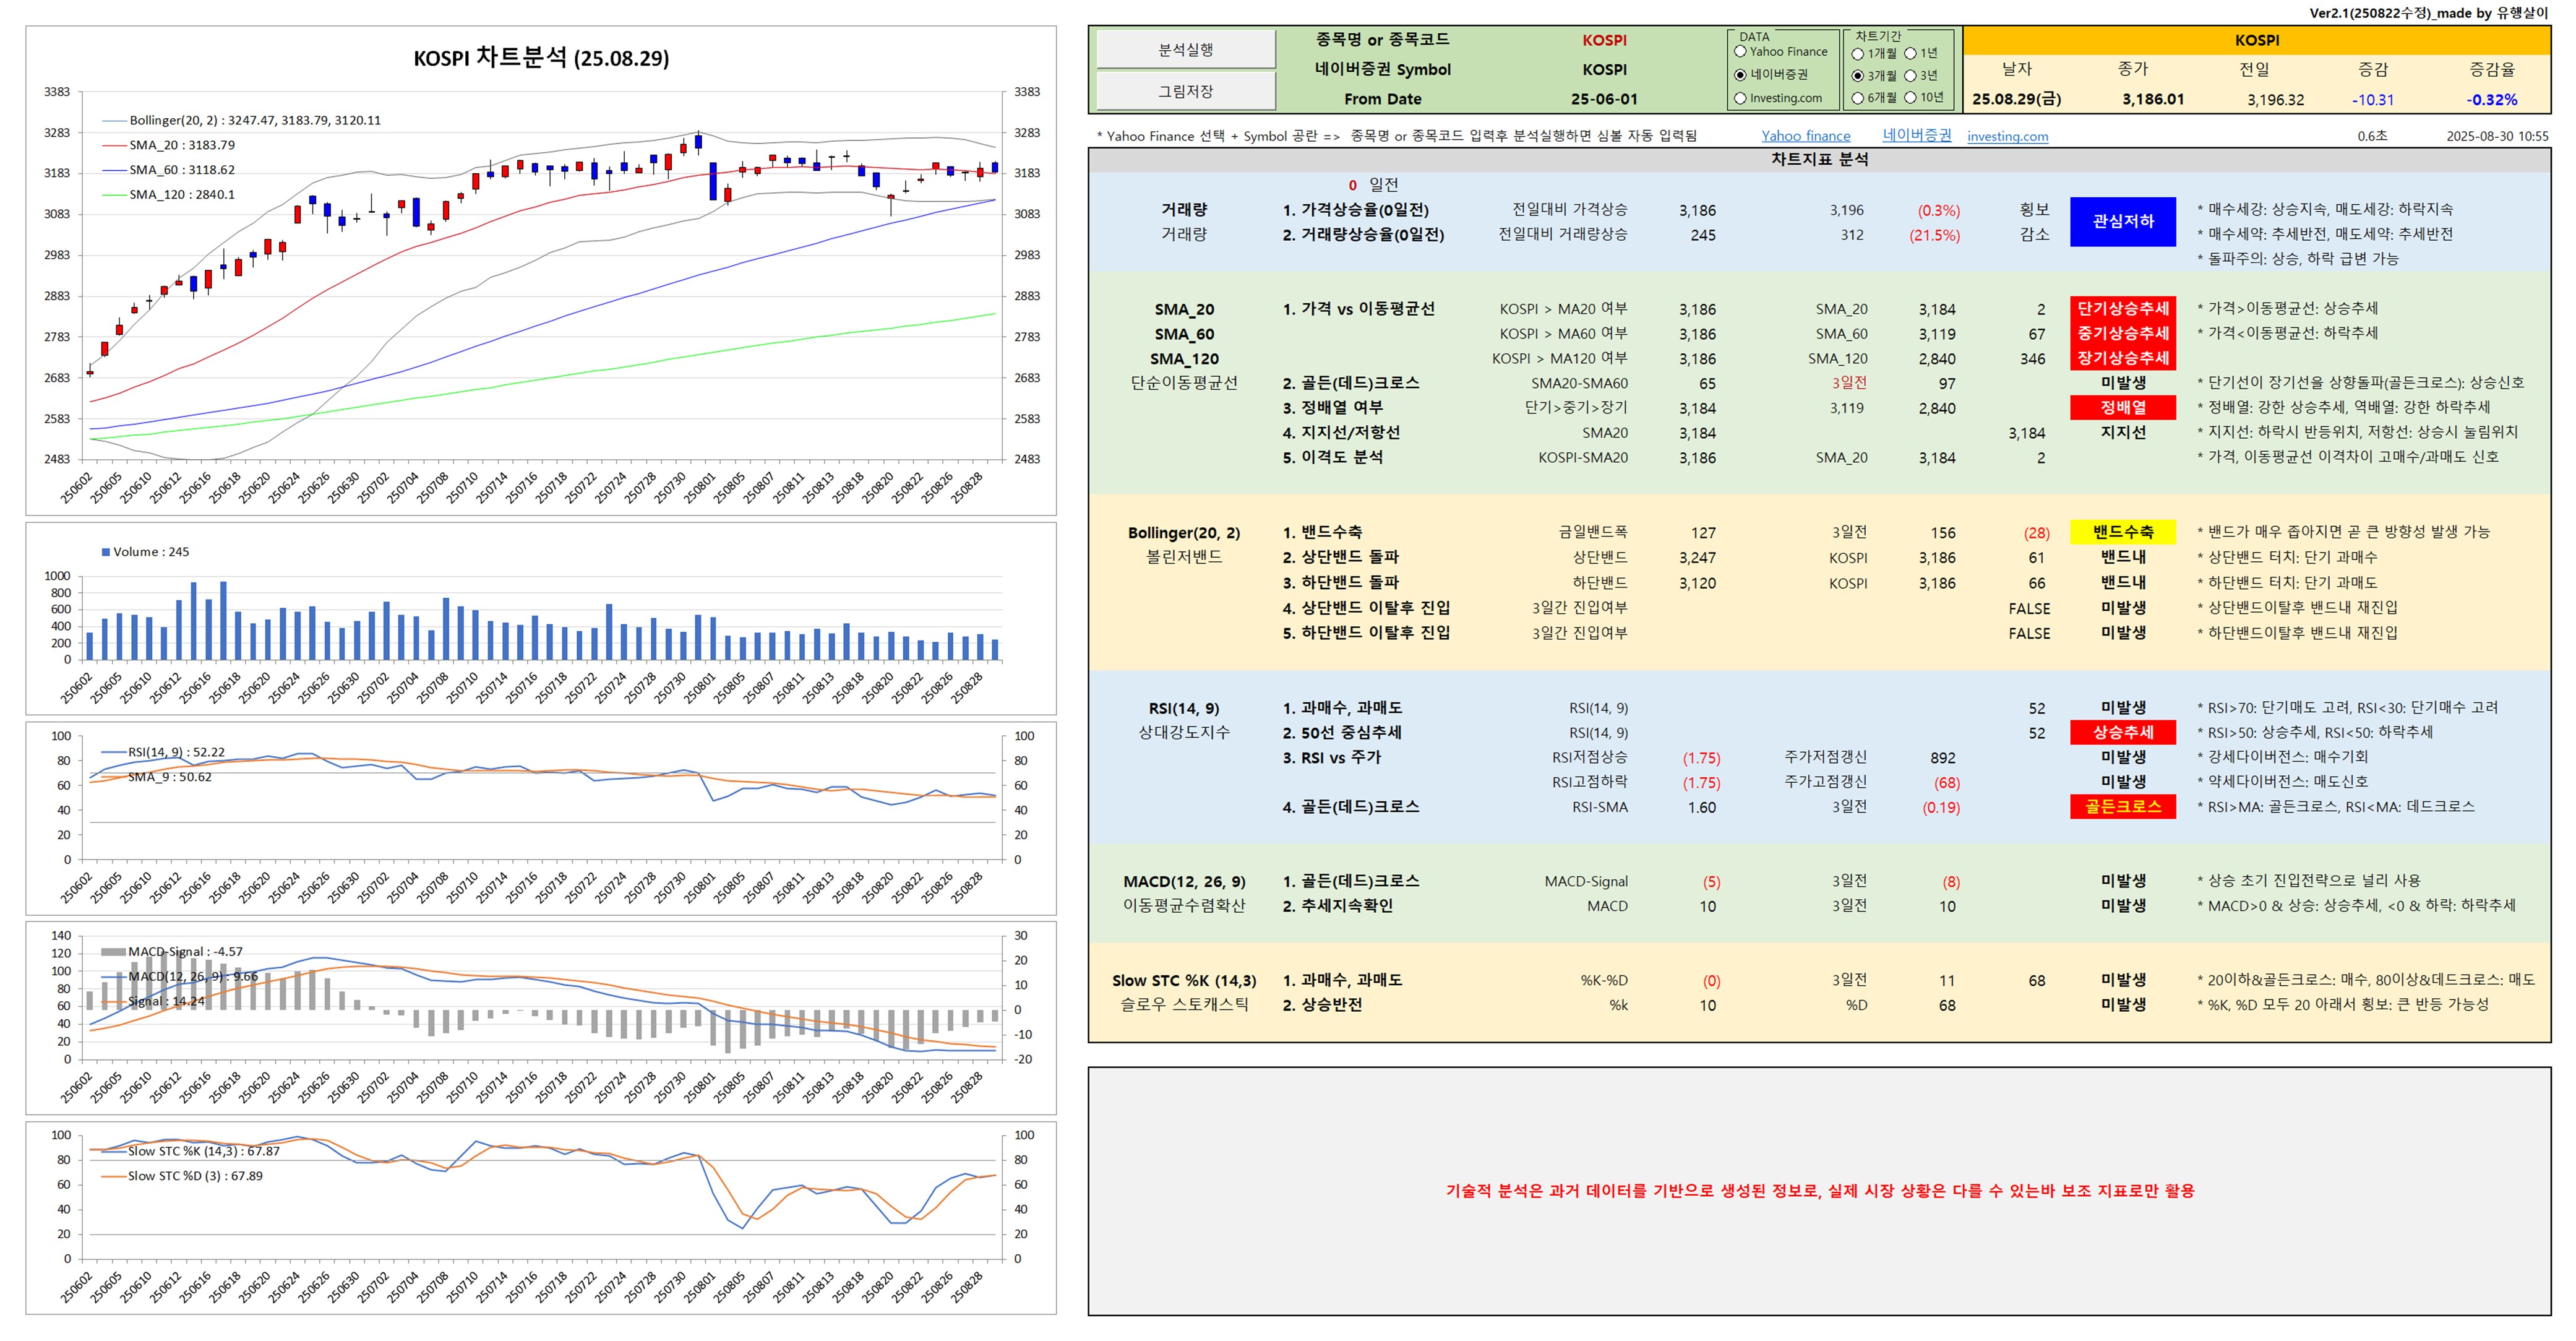 Ver2.1(250822수정)_made by 유행살이
KOSPI 차트분석 (25.08.29)
3383 3383
3283 3283
3183 3183
3083 3083
2983 2983
2883 2883
2783 2783
2683 2683
2583 2583
2483 2483
Bollinger(20, 2) : 3247.47, 3183.79, 3120.11
SMA_20 : 3183.79
SMA_60 : 3118.62
SMA_120 : 2840.1
250602 250605 250610 250612 250616 250618 250620 250624 250626 250630 250702 250704 250708 250710 250714 250716 250718 250722 250724 250728 250730 250801 250805 250807 250811 250813 250818 250820 250822 250826 250828
Volume : 245
1000
800
600
400
200
0
250602 250605 250610 250612 250616 250618 250620 250624 250626 250630 250702 250704 250708 250710 250714 250716 250718 250722 250724 250728 250730 250801 250805 250807 250811 250813 250818 250820 250822 250826 250828
100 100
80 80
60 60
40 40
20 20
0 0
RSI(14, 9) : 52.22
SMA_9 : 50.62
250602 250605 250610 250612 250616 250618 250620 250624 250626 250630 250702 250704 250708 250710 250714 250716 250718 250722 250724 250728 250730 250801 250805 250807 250811 250813 250818 250820 250822 250826 250828
140 30
120 20
100 10
80 0
60 -10
40 -20
20
0
MACD-Signal : -4.57
MACD(12, 26, 9) : 9.66
Signal : 14.24
250602 250605 250610 250612 250616 250618 250620 250624 250626 250630 250702 250704 250708 250710 250714 250716 250718 250722 250724 250728 250730 250801 250805 250807 250811 250813 250818 250820 250822 250826 250828
100 100
80 80
60 60
40 40
20 20
0 0
Slow STC %K (14,3) : 67.87
Slow STC %D (3) : 67.89
250602 250605 250610 250612 250616 250618 250620 250624 250626 250630 250702 250704 250708 250710 250714 250716 250718 250722 250724 250728 250730 250801 250805 250807 250811 250813 250818 250820 250822 250826 250828
분석실행
그림저장
종목명 or 종목코드 KOSPI
네이버증권 Symbol KOSPI
From Date 25-06-01
DATA
Yahoo Finance
네이버증권
Investing.com
차트기간
1개월 1년
3개월 3년
6개월 10년
KOSPI
날자 종가 전일 증감 증감율
25.08.29(금) 3,186.01 3,196.32 -10.31 -0.32%
* Yahoo Finance 선택 + Symbol 공란 => 종목명 or 종목코드 입력후 분석실행하면 심볼 자동 입력됨 Yahoo finance 네이버증권 investing.com 0.6초 2025-08-30 10:55
차트지표 분석
0 일전
거래량 1. 가격상승율(0일전) 전일대비 가격상승 3,186 3,196 (0.3%) 횡보 관심저하 * 매수세강: 상승지속, 매도세강: 하락지속
거래량 2. 거래량상승율(0일전) 전일대비 거래량상승 245 312 (21.5%) 감소 * 매수세약: 추세반전, 매도세약: 추세반전
* 돌파주의: 상승, 하락 급변 가능
SMA_20 1. 가격 vs 이동평균선 KOSPI > MA20 여부 3,186 SMA_20 3,184 2 단기상승추세 * 가격>이동평균선: 상승추세
SMA_60 KOSPI > MA60 여부 3,186 SMA_60 3,119 67 중기상승추세 * 가격<이동평균선: 하락추세
SMA_120 KOSPI > MA120 여부 3,186 SMA_120 2,840 346 장기상승추세
단순이동평균선 2. 골든(데드)크로스 SMA20-SMA60 65 3일전 97 미발생 * 단기선이 장기선을 상향돌파(골든크로스): 상승신호
3. 정배열 여부 단기>중기>장기 3,184 3,119 2,840 정배열 * 정배열: 강한 상승추세, 역배열: 강한 하락추세
4. 지지선/저항선 SMA20 3,184 3,184 지지선 * 지지선: 하락시 반등위치, 저항선: 상승시 눌림위치
5. 이격도 분석 KOSPI-SMA20 3,186 SMA_20 3,184 2 * 가격, 이동평균선 이격차이 고매수/과매도 신호
Bollinger(20, 2) 1. 밴드수축 금일밴드폭 127 3일전 156 (28) 밴드수축 * 밴드가 매우 좁아지면 곧 큰 방향성 발생 가능
볼린저밴드 2. 상단밴드 돌파 상단밴드 3,247 KOSPI 3,186 61 밴드내 * 상단밴드 터치: 단기 과매수
3. 하단밴드 돌파 하단밴드 3,120 KOSPI 3,186 66 밴드내 * 하단밴드 터치: 단기 과매도
4. 상단밴드 이탈후 진입 3일간 진입여부 FALSE 미발생 * 상단밴드이탈후 밴드내 재진입
5. 하단밴드 이탈후 진입 3일간 진입여부 FALSE 미발생 * 하단밴드이탈후 밴드내 재진입
RSI(14, 9) 1. 과매수, 과매도 RSI(14, 9) 52 미발생 * RSI>70: 단기매도 고려, RSI<30: 단기매수 고려
상대강도지수 2. 50선 중심추세 RSI(14, 9) 52 상승추세 * RSI>50: 상승추세, RSI<50: 하락추세
3. RSI vs 주가 RSI저점상승 (1.75) 주가저점갱신 892 미발생 * 강세다이버전스: 매수기회
RSI고점하락 (1.75) 주가고점갱신 (68) 미발생 * 약세다이버전스: 매도신호
4. 골든(데드)크로스 RSI-SMA 1.60 3일전 (0.19) 골든크로스 * RSI>MA: 골든크로스, RSI<MA: 데드크로스
MACD(12, 26, 9) 1. 골든(데드)크로스 MACD-Signal (5) 3일전 (8) 미발생 * 상승 초기 진입전략으로 널리 사용
이동평균수렴확산 2. 추세지속확인 MACD 10 3일전 10 미발생 * MACD>0 & 상승: 상승추세, <0 & 하락: 하락추세
Slow STC %K (14,3) 1. 과매수, 과매도 %K-%D (0) 3일전 11 68 미발생 * 20이하&골든크로스: 매수, 80이상&데드크로스: 매도
슬로우 스토캐스틱 2. 상승반전 %k 10 %D 68 미발생 * %K, %D 모두 20 아래서 횡보: 큰 반등 가능성
기술적 분석은 과거 데이터를 기반으로 생성된 정보로, 실제 시장 상황은 다를 수 있는바 보조 지표로만 활용